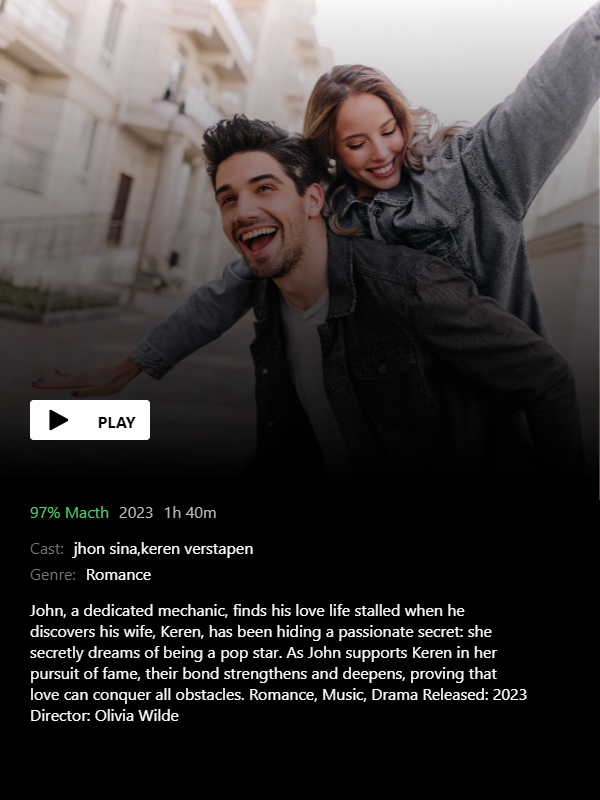 PLAY
97% Macth 2023 1h 40m
Cast: jhon sina,keren verstapen
Genre: Romance
John, a dedicated mechanic, finds his love life stalled when he
discovers his wife, Keren, has been hiding a passionate secret: she
secretly dreams of being a pop star. As John supports Keren in her
pursuit of fame, their bond strengthens and deepens, proving that
love can conquer all obstacles. Romance, Music, Drama Released: 2023
Director: Olivia Wilde